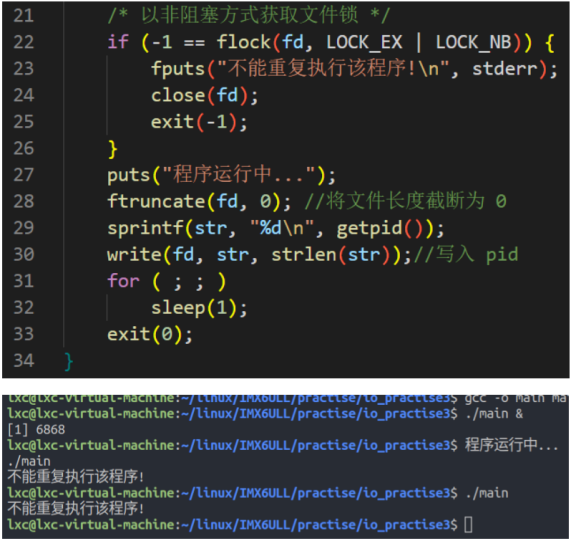 21 /* 以非阻塞方式获取文件锁 */
22 if (-1 == flock(fd, LOCK_EX | LOCK_NB)) {
23 fputs("不能重复执行该程序!\n", stderr);
24 close(fd);
25 exit(-1);
26 }
27 puts("程序运行中...");
28 ftruncate(fd, 0); //将文件长度截断为 0
29 sprintf(str, "%d\n", getpid());
30 write(fd, str, strlen(str));//写入 pid
31 for ( ; ; )
32 sleep(1);
33 exit(0);
34 }
lxc@lxc-virtual-machine:~/linux/IMX6ULL/practise/io_practise3$ gcc -o main ma
lxc@lxc-virtual-machine:~/linux/IMX6ULL/practise/io_practise3$ ./main &
[1] 6868
lxc@lxc-virtual-machine:~/linux/IMX6ULL/practise/io_practise3$ 程序运行中...
./main
不能重复执行该程序!
lxc@lxc-virtual-machine:~/linux/IMX6ULL/practise/io_practise3$ ./main
不能重复执行该程序!
lxc@lxc-virtual-machine:~/linux/IMX6ULL/practise/io_practise3$